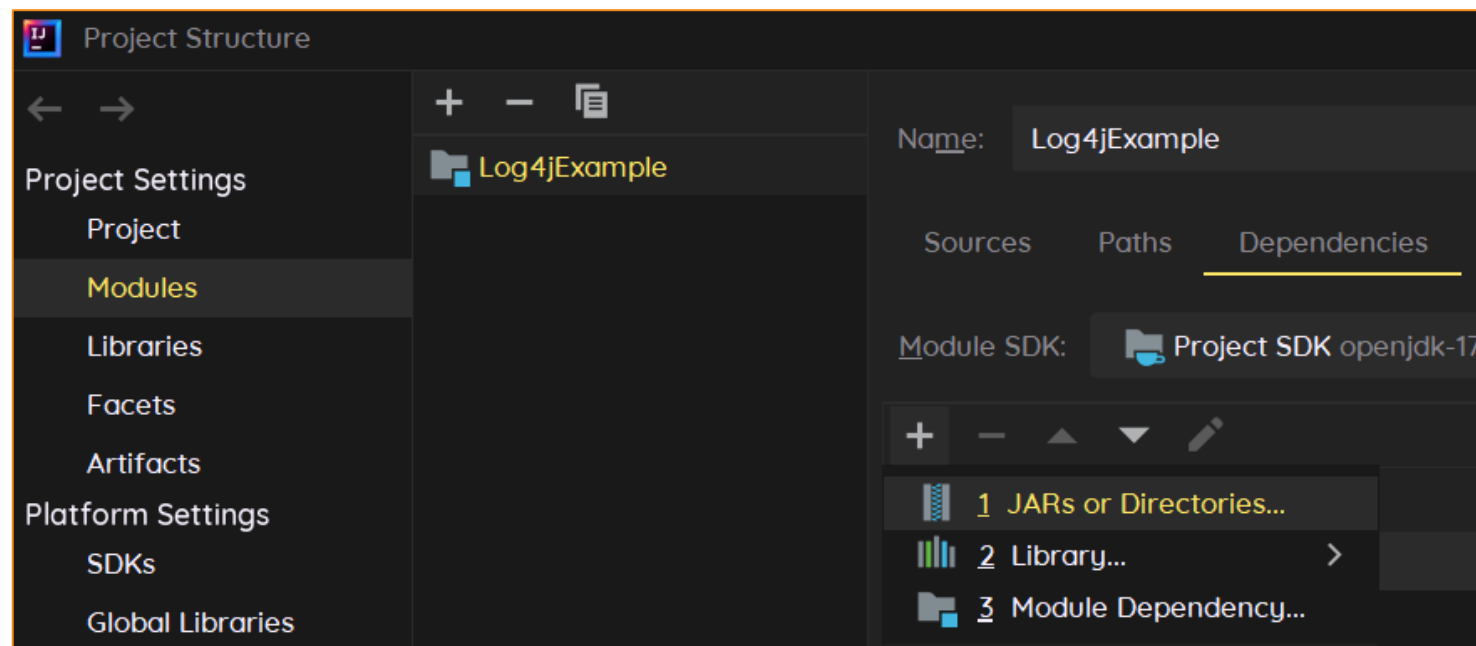 IJ
Project Structure
Project Settings
Project
Modules
Libraries
Facets
Artifacts
Platform Settings
SDKs
Global Libraries
Log4jExample
Name: Log4jExample
Sources Paths Dependencies
Module SDK: Project SDK openjdk-17
1 JARs or Directories...
2 Library...
3 Module Dependency...